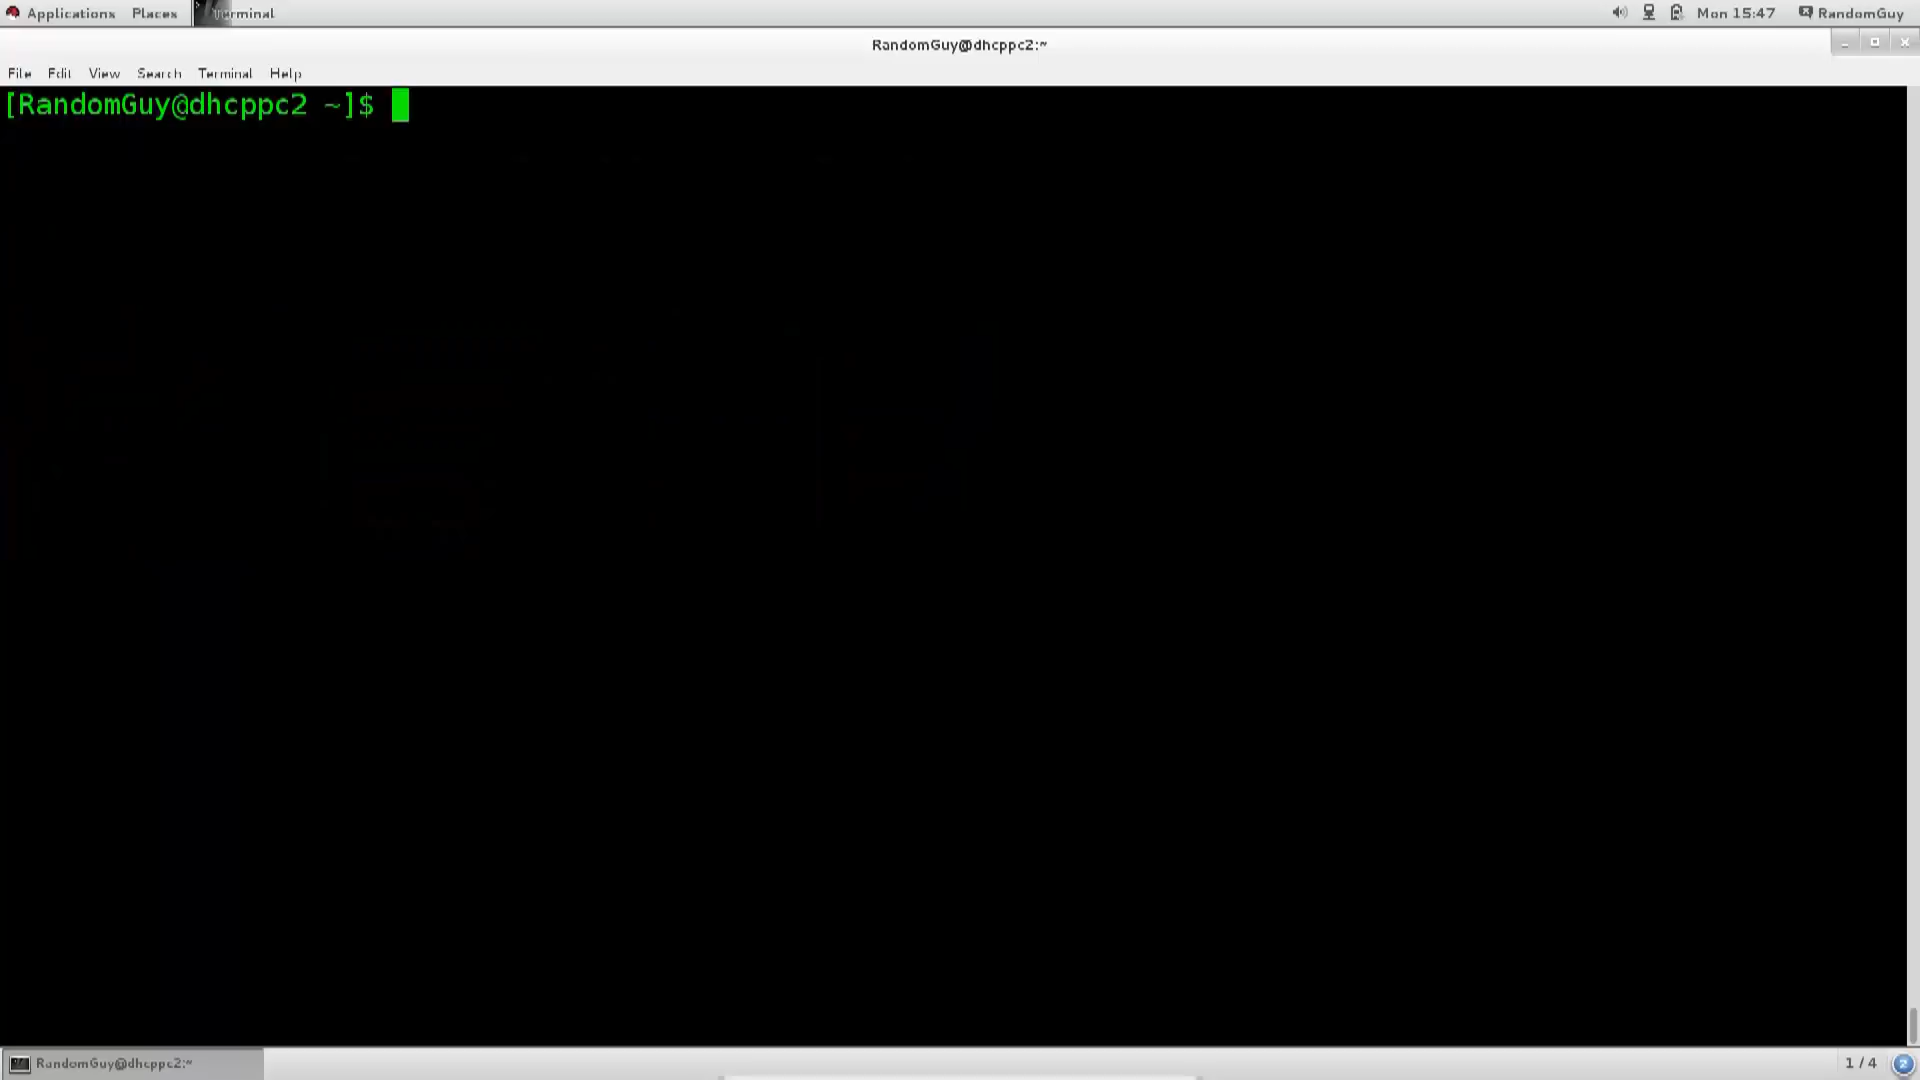 Applications Places Terminal Mon 15:47 RandomGuy
RandomGuy@dhcppc2:~
File Edit View Search Terminal Help
[RandomGuy@dhcppc2 ~]$
RandomGuy@dhcppc2:~ 1 / 4 2